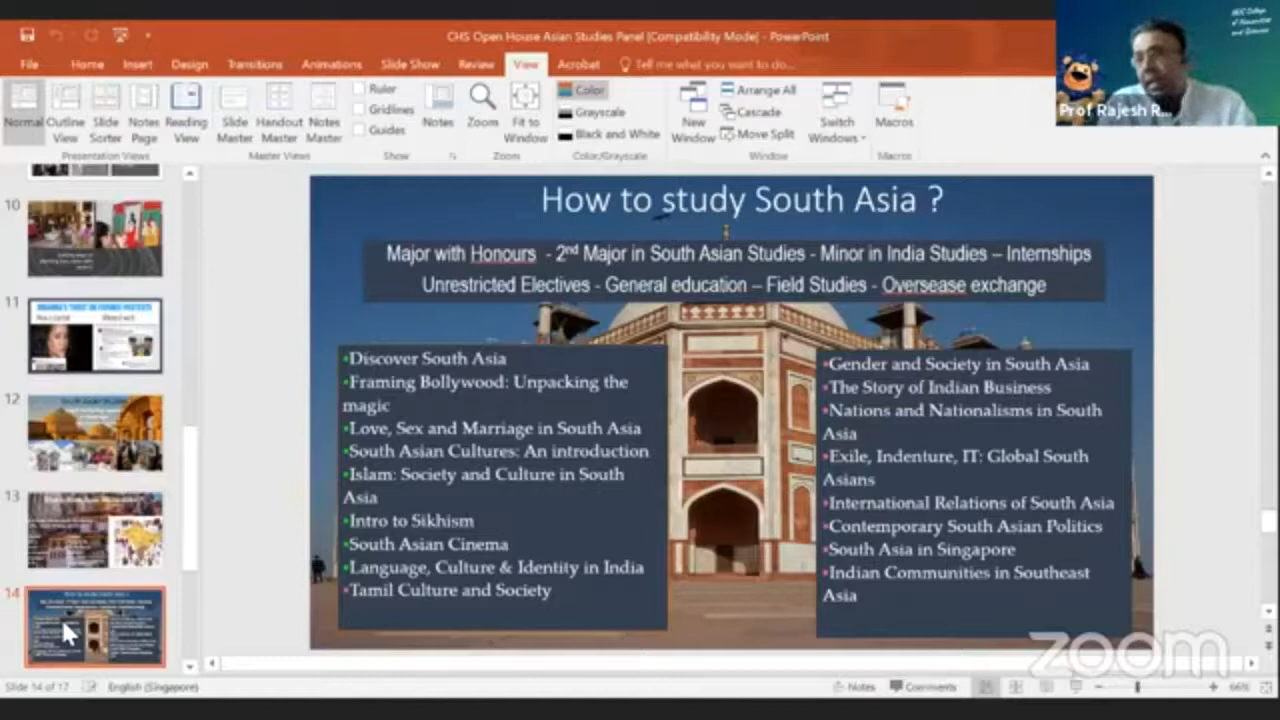 CHS Open House Asian Studies Panel [Compatibility Mode] - PowerPoint
File Home Insert Design Transitions Animations Slide Show Review View Acrobat Tell me what you want to do...
Normal Outline View Slide Sorter Notes Page Reading View
Presentation Views
Slide Master Handout Master Notes Master
Master Views
Ruler
Gridlines
Guides
Show
Notes
Zoom Fit to Window
Zoom
Color
Grayscale
Black and White
Color/Grayscale
New Window
Arrange All
Cascade
Move Split
Switch Windows
Window
Macros
Macros
Prof Rajesh R...
10
11
12
13
14
How to study South Asia ?
Major with Honours - 2nd Major in South Asian Studies - Minor in India Studies – Internships
Unrestricted Electives - General education – Field Studies - Oversease exchange
•Discover South Asia
•Framing Bollywood: Unpacking the
magic
•Love, Sex and Marriage in South Asia
•South Asian Cultures: An introduction
•Islam: Society and Culture in South
Asia
•Intro to Sikhism
•South Asian Cinema
•Language, Culture & Identity in India
•Tamil Culture and Society
•Gender and Society in South Asia
•The Story of Indian Business
•Nations and Nationalisms in South
Asia
•Exile, Indenture, IT: Global South
Asians
•International Relations of South Asia
•Contemporary South Asian Politics
•South Asia in Singapore
•Indian Communities in Southeast
Asia
zoom
Slide 14 of 17 English (Singapore) Notes Comments 66%